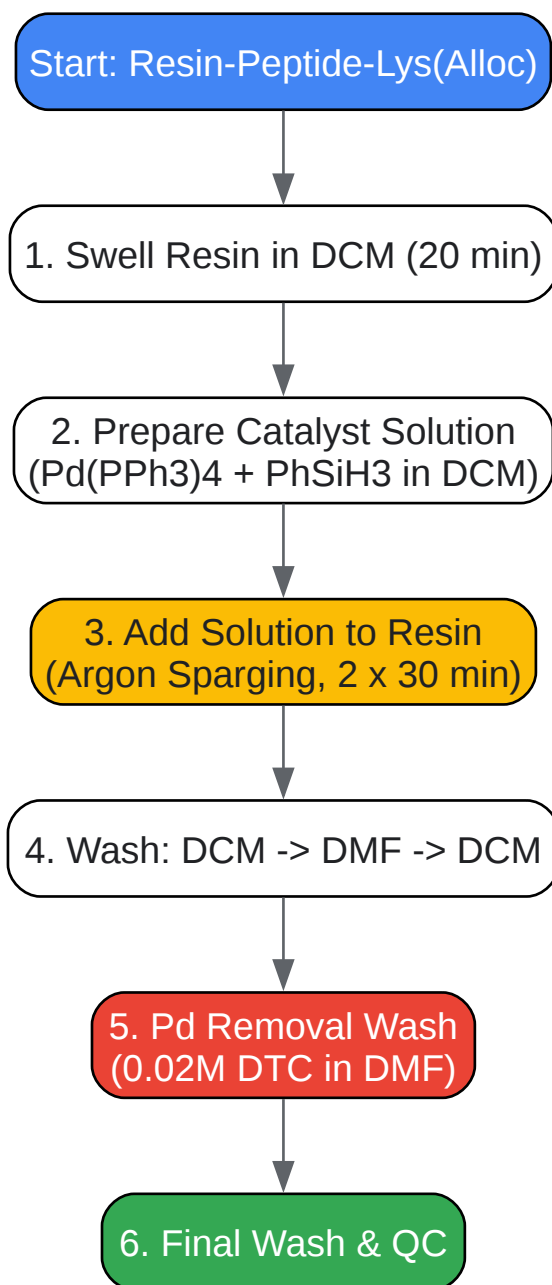 Start: Resin-Peptide-Lys(Alloc)
1. Swell Resin in DCM (20 min)
2. Prepare Catalyst Solution
(Pd(PPh3)4 + PhSiH3 in DCM)
3. Add Solution to Resin
(Argon Sparging, 2 x 30 min)
4. Wash: DCM -> DMF -> DCM
5. Pd Removal Wash
(0.02M DTC in DMF)
6. Final Wash & QC